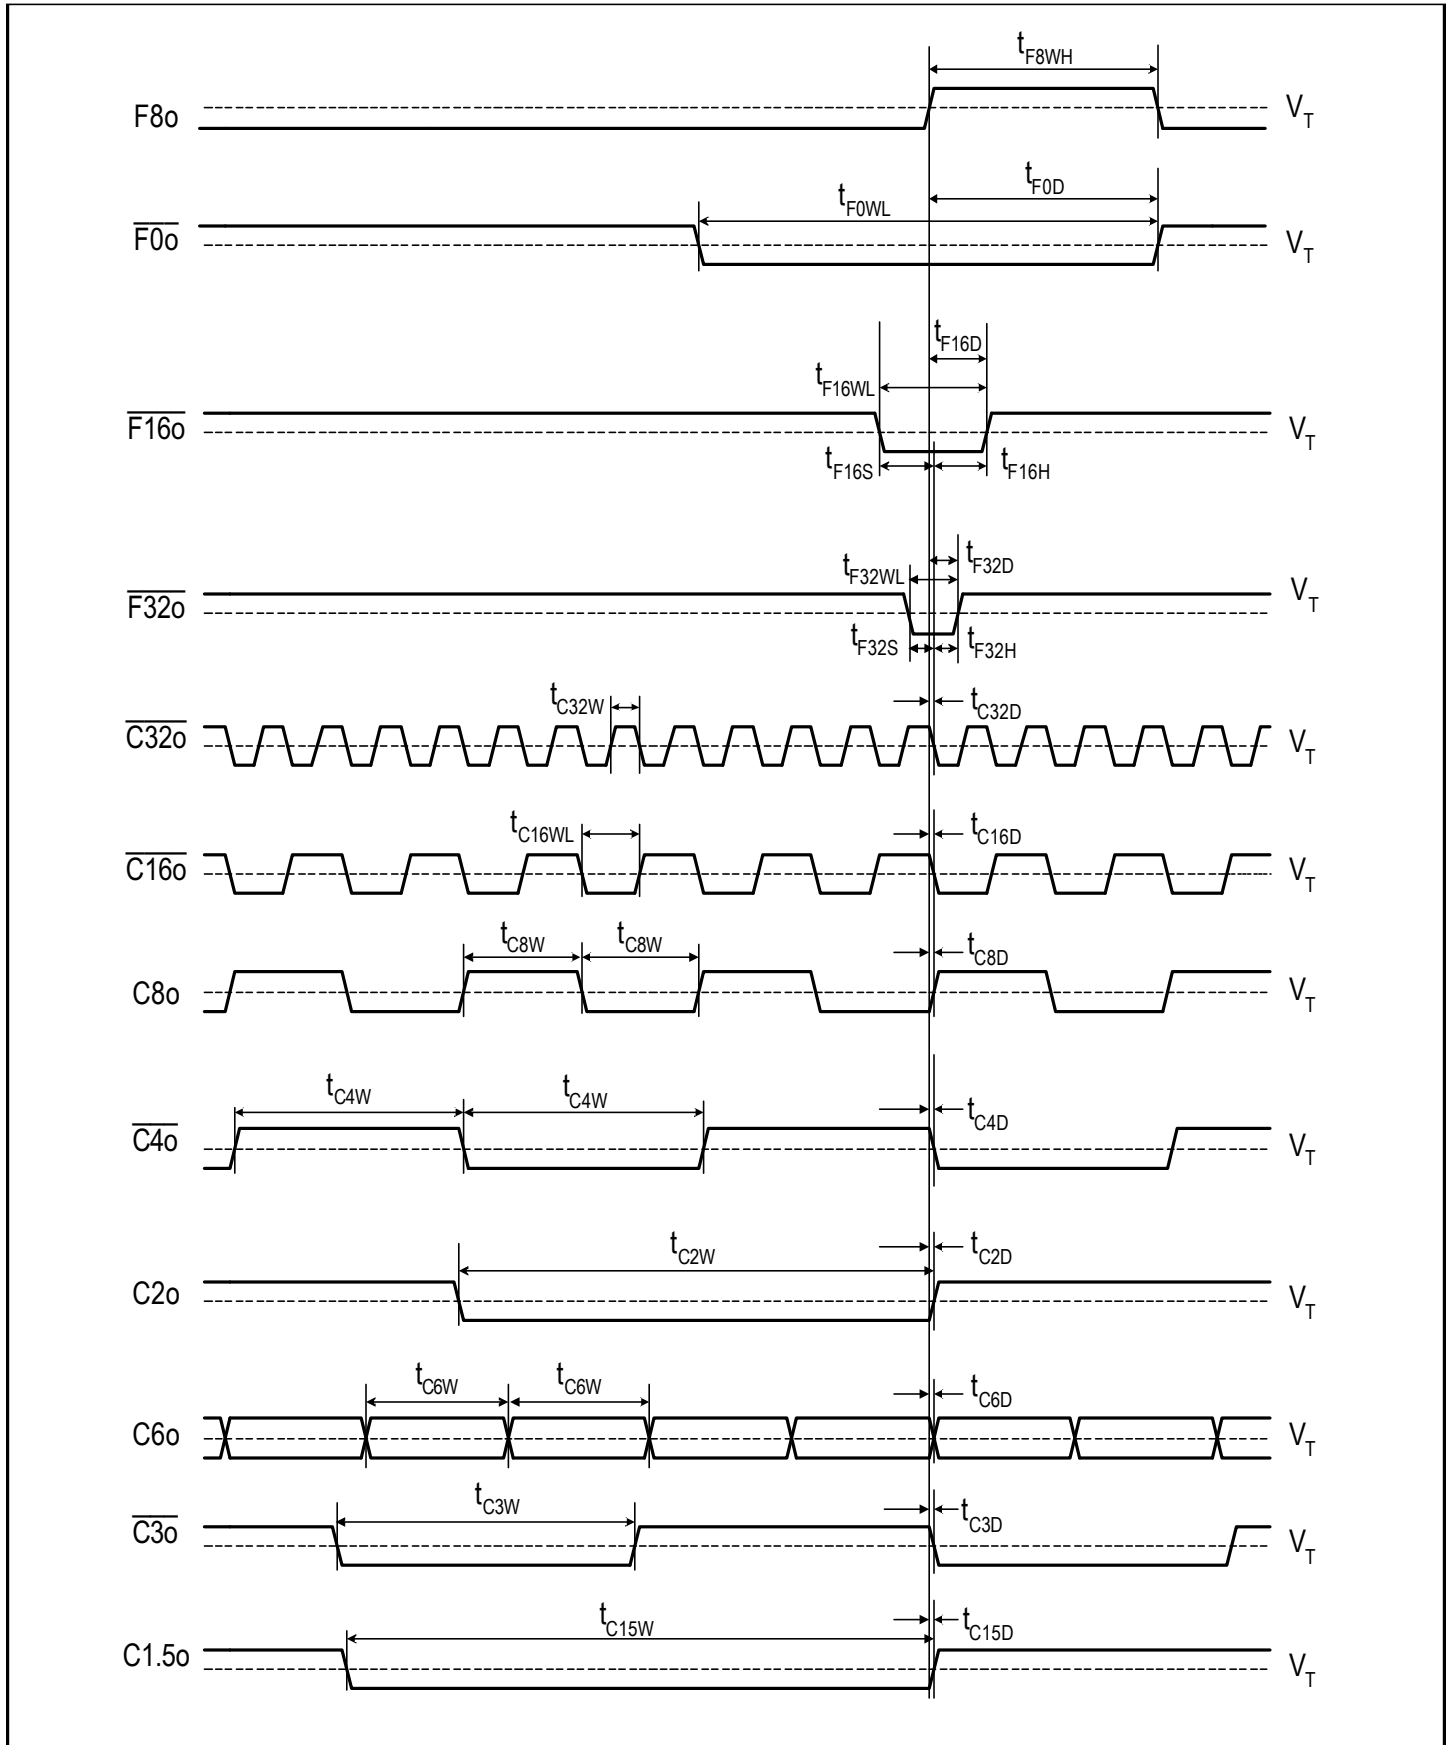 tF8WH
F8o VT
tF0D
tF0WL
F0o VT
tF16D
tF16WL
F16o VT
tF16S tF16H
tF32WL tF32D
F32o VT
tF32S tF32H
tC32W tC32D
C32o VT
tC16WL tC16D
C16o VT
tC8W tC8W tC8D
C8o VT
tC4W tC4W tC4D
C4o VT
tC2W tC2D
C2o VT
tC6W tC6W tC6D
C6o VT
tC3W tC3D
C3o VT
tC15W tC15D
C1.5o VT